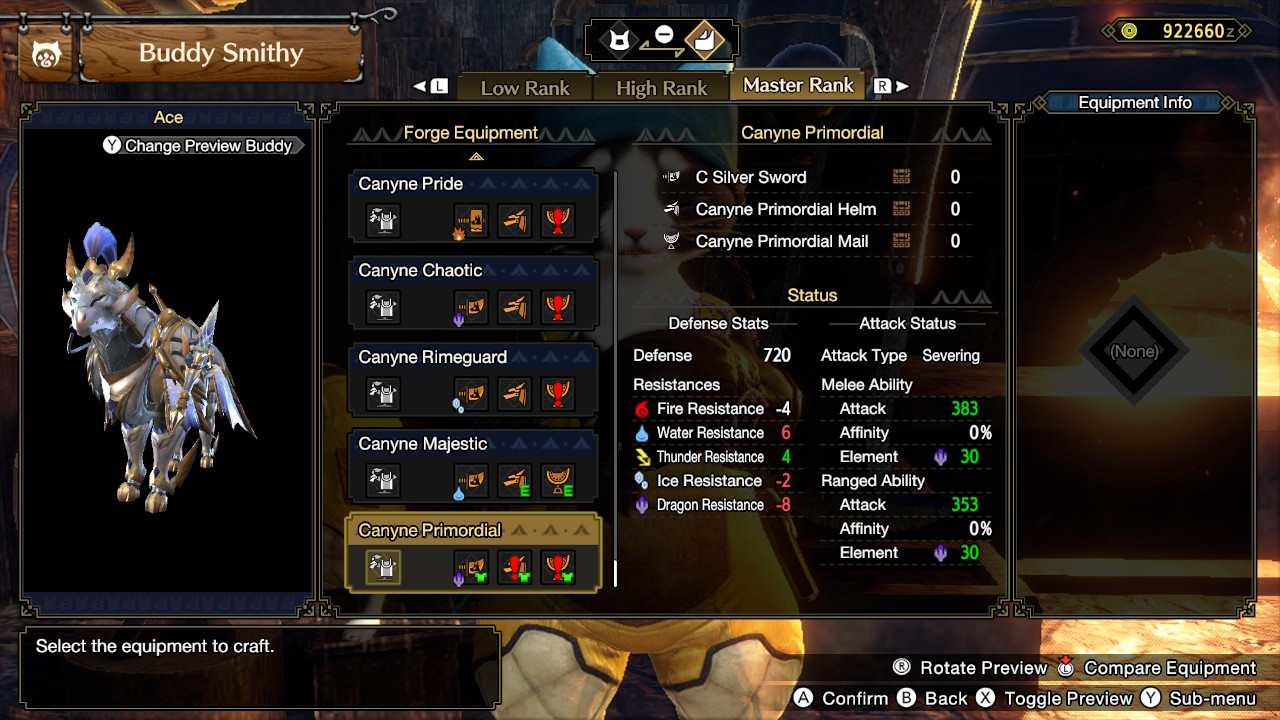 Buddy Smithy
922660z
L Low Rank High Rank Master Rank R
Ace
Y Change Preview Buddy
Forge Equipment
Canyne Pride
Canyne Chaotic
Canyne Rimeguard
Canyne Majestic
E E
Canyne Primordial
Canyne Primordial
C Silver Sword 0
Canyne Primordial Helm 0
Canyne Primordial Mail 0
Status
Defense Stats
Defense 720
Resistances
Fire Resistance -4
Water Resistance 6
Thunder Resistance 4
Ice Resistance -2
Dragon Resistance -8
Attack Status
Attack Type Severing
Melee Ability
Attack 383
Affinity 0%
Element 30
Ranged Ability
Attack 353
Affinity 0%
Element 30
Equipment Info
(None)
Select the equipment to craft.
R Rotate Preview L Compare Equipment
A Confirm B Back X Toggle Preview Y Sub-menu